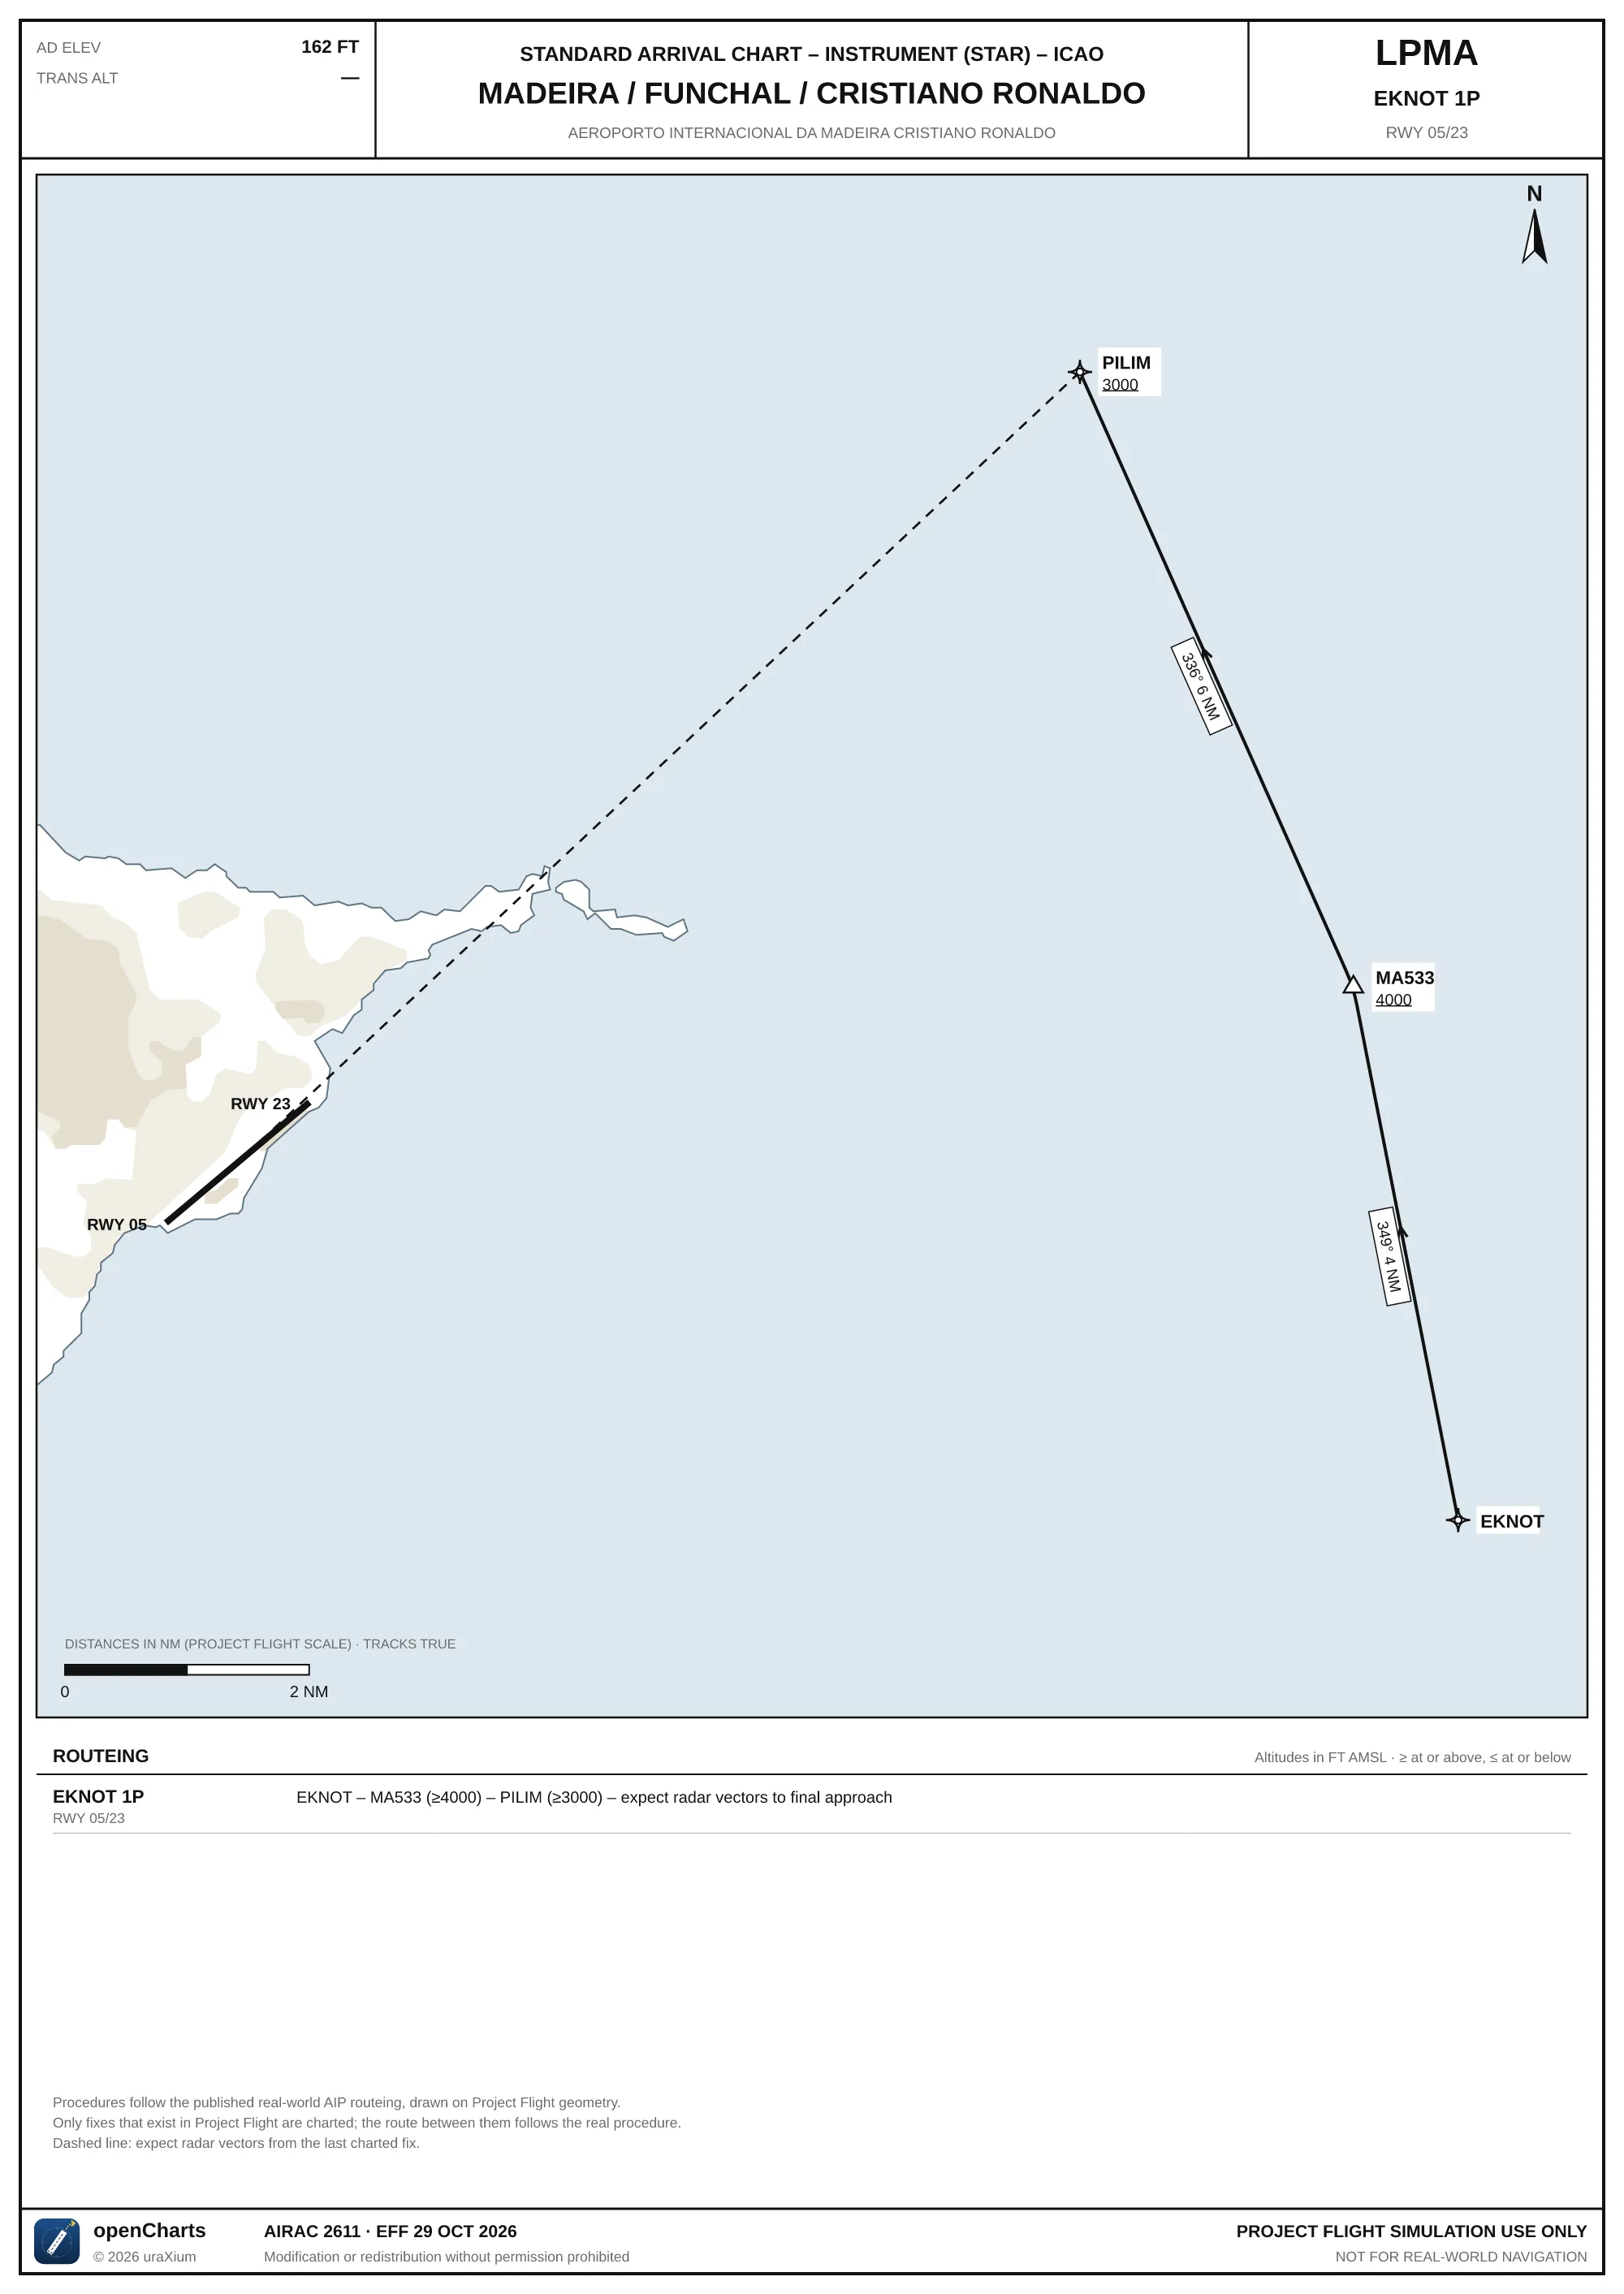 AD ELEV 162 FT
TRANS ALT —
STANDARD ARRIVAL CHART – INSTRUMENT (STAR) – ICAO
MADEIRA / FUNCHAL / CRISTIANO RONALDO
AEROPORTO INTERNACIONAL DA MADEIRA CRISTIANO RONALDO
LPMA
EKNOT 1P
RWY 05/23
N
PILIM
3000
336° 6 NM
MA533
4000
RWY 23
RWY 05
349° 4 NM
EKNOT
DISTANCES IN NM (PROJECT FLIGHT SCALE) · TRACKS TRUE
0 2 NM
ROUTEING
Altitudes in FT AMSL · ≥ at or above, ≤ at or below
EKNOT 1P
EKNOT – MA533 (≥4000) – PILIM (≥3000) – expect radar vectors to final approach
RWY 05/23
Procedures follow the published real-world AIP routeing, drawn on Project Flight geometry.
Only fixes that exist in Project Flight are charted; the route between them follows the real procedure.
Dashed line: expect radar vectors from the last charted fix.
openCharts
© 2026 uraXium
AIRAC 2611 · EFF 29 OCT 2026
Modification or redistribution without permission prohibited
PROJECT FLIGHT SIMULATION USE ONLY
NOT FOR REAL-WORLD NAVIGATION